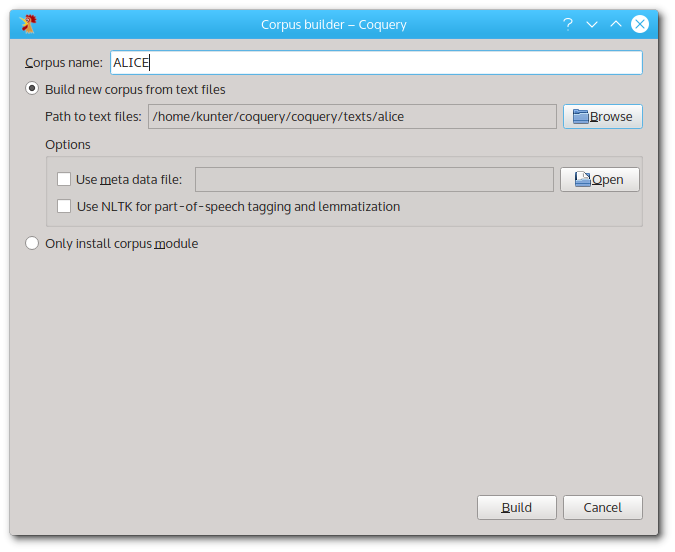 Corpus builder – Coquery
Corpus name: ALICE
Build new corpus from text files
Path to text files: /home/kunter/coquery/coquery/texts/alice Browse
Options
Use meta data file: Open
Use NLTK for part-of-speech tagging and lemmatization
Only install corpus module
Build Cancel